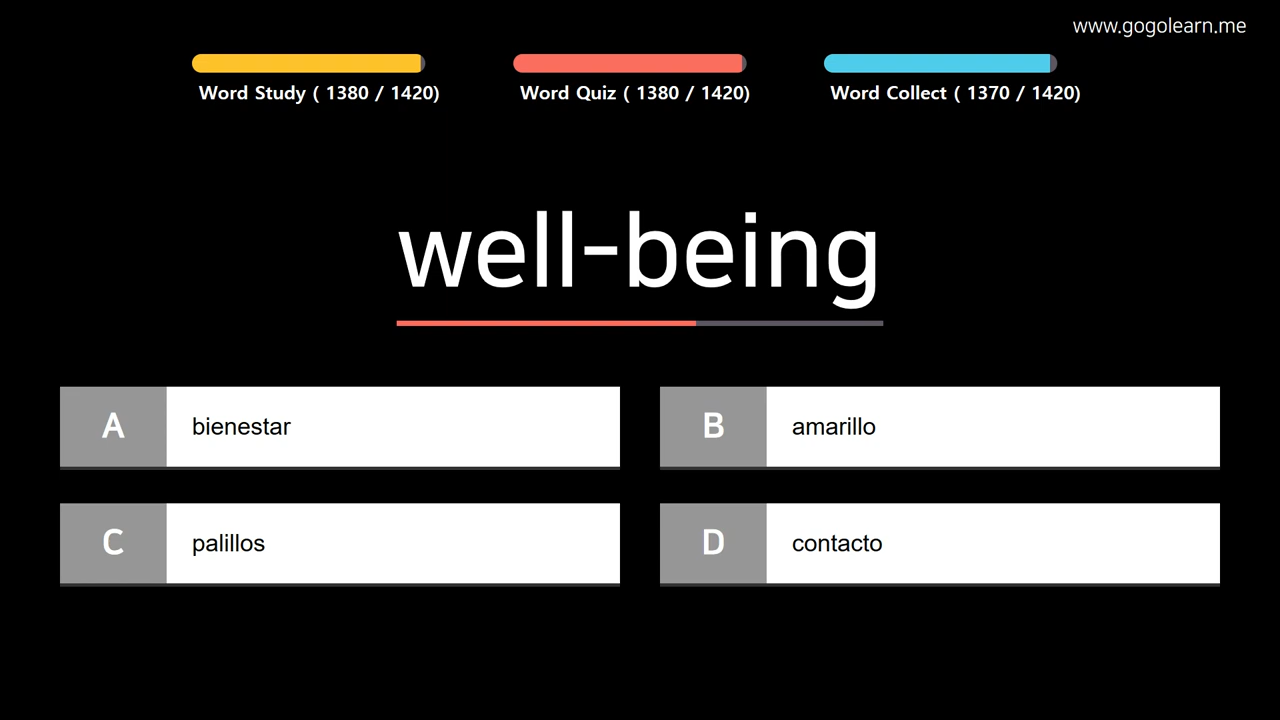 www.gogolearn.me
Word Study ( 1380 / 1420)
Word Quiz ( 1380 / 1420)
Word Collect ( 1370 / 1420)
well-being
A
bienestar
B
amarillo
C
palillos
D
contacto